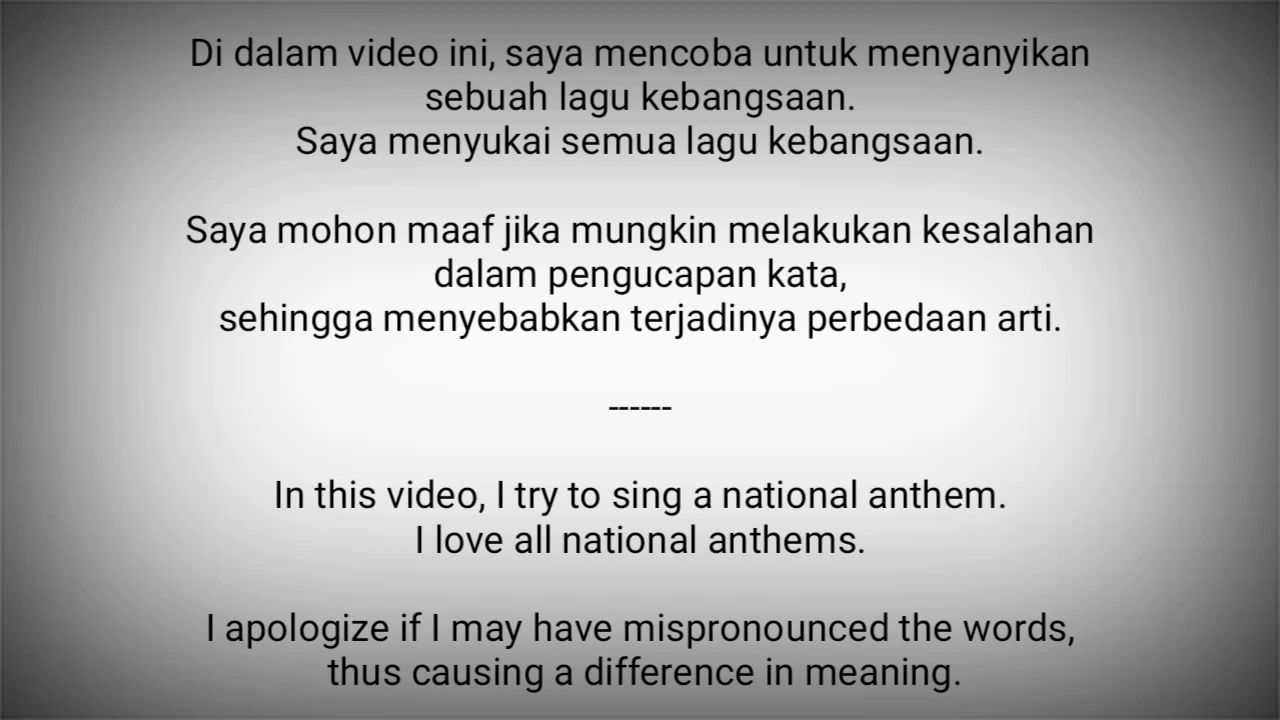 Di dalam video ini, saya mencoba untuk menyanyikan
sebuah lagu kebangsaan.
Saya menyukai semua lagu kebangsaan.
Saya mohon maaf jika mungkin melakukan kesalahan
dalam pengucapan kata,
sehingga menyebabkan terjadinya perbedaan arti.
------
In this video, I try to sing a national anthem.
I love all national anthems.
I apologize if I may have mispronounced the words,
thus causing a difference in meaning.